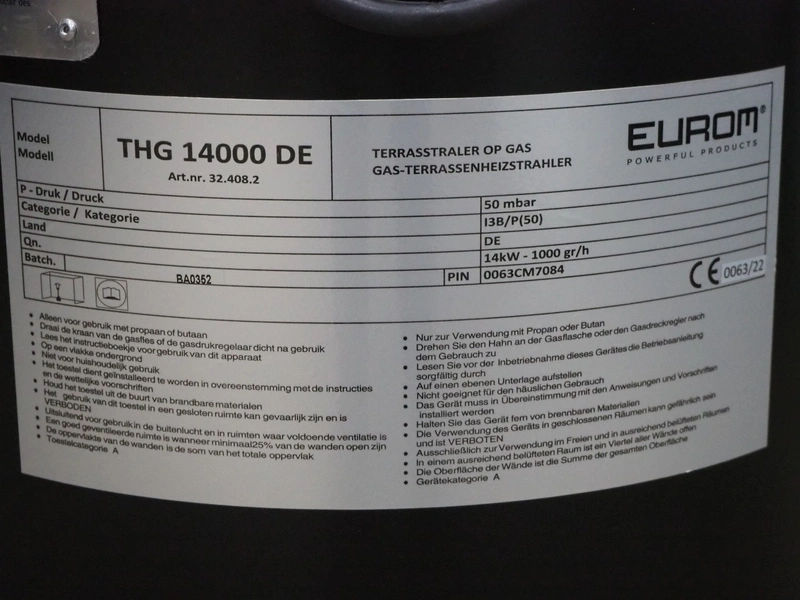 EUROM®
POWERFUL PRODUCTS
Model
Modell
THG 14000 DE
Art.nr. 32.408.2
TERRASSTRALER OP GAS
GAS-TERRASSENHEIZSTRAHLER
P - Druk / Druck
50 mbar
Categorie / Kategorie
I3B/P(50)
Land
DE
Qn.
14kW - 1000 gr/h
Batch.
BA0352
PIN
0063CM7084
CE 0063/22
• Alleen voor gebruik met propaan of butaan
• Draai de kraan van de gasfles of de gasdrukregelaar dicht na gebruik
• Lees het instructieboekje voor gebruik van dit apparaat
• Op een vlakke ondergrond
• Niet voor huishoudelijk gebruik
• Het toestel dient geïnstalleerd te worden in overeenstemming met de instructies
en de wettelijke voorschriften
• Houd het toestel uit de buurt van brandbare materialen
• Het gebruik van dit toestel in een gesloten ruimte kan gevaarlijk zijn en is
VERBODEN
• Uitsluitend voor gebruik in de buitenlucht en in ruimten waar voldoende ventilatie is
• Een goed geventileerde ruimte is wanneer minimaal25% van de wanden open zijn
• De oppervlakte van de wanden is de som van het totale oppervlak
• Toestelcategorie A
• Nur zur Verwendung mit Propan oder Butan
• Drehen Sie den Hahn an der Gasflasche oder den Gasdruckregler nach
dem Gebrauch zu
• Lesen Sie vor der Inbetriebnahme dieses Gerätes die Betriebsanleitung
sorgfältig durch
• Auf einen ebenen Unterlage aufstellen
• Nicht geeignet für den häuslichen Gebrauch
• Das Gerät muss in Übereinstimmung mit den Anweisungen und Vorschriften
installiert werden
• Halten Sie das Gerät fern von brennbaren Materialien
• Die Verwendung des Geräts in geschlossenen Räumen kann gefährlich sein
und ist VERBOTEN
• Ausschließlich zur Verwendung im Freien und in ausreichend belüfteten Räumen
• In einem ausreichend belüfteten Raum ist ein Viertel aller Wände offen
• Die Oberfläche der Wände ist die Summe der gesamten Oberfläche
• Gerätekategorie A